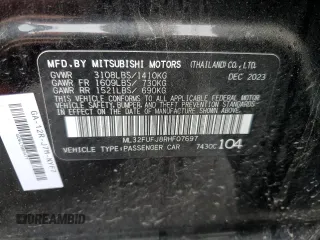 MFD.BY MITSUBISHI MOTORS (THAILAND) CO., LTD.
GVWR 3108LBS/1410KG DEC 2023
GAWR FR 1609LBS/ 730KG
GAWR RR 1521LBS/ 690KG
THIS VEHICLE CONFORMS TO ALL APPLICABLE
FEDERAL MOTOR VEHICLE SAFETY, BUMPER,
AND THEFT PREVENTION STANDARDS IN EFFECT
ON THE DATE OF MANUFACTURE SHOWN ABOVE.
ML32FUFJ8RHF07697
VEHICLE TYPE:PASSENGER CAR 7430C 104